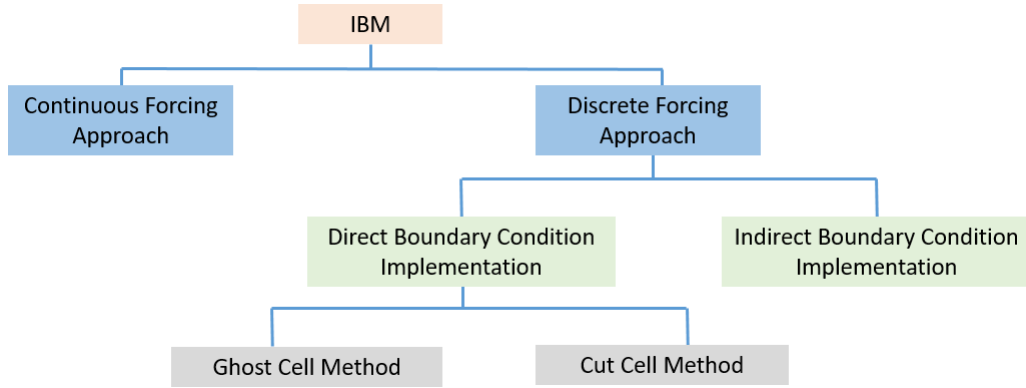 IBM
Continuous Forcing
Approach
Discrete Forcing
Approach
Direct Boundary Condition
Implementation
Indirect Boundary Condition
Implementation
Ghost Cell Method
Cut Cell Method